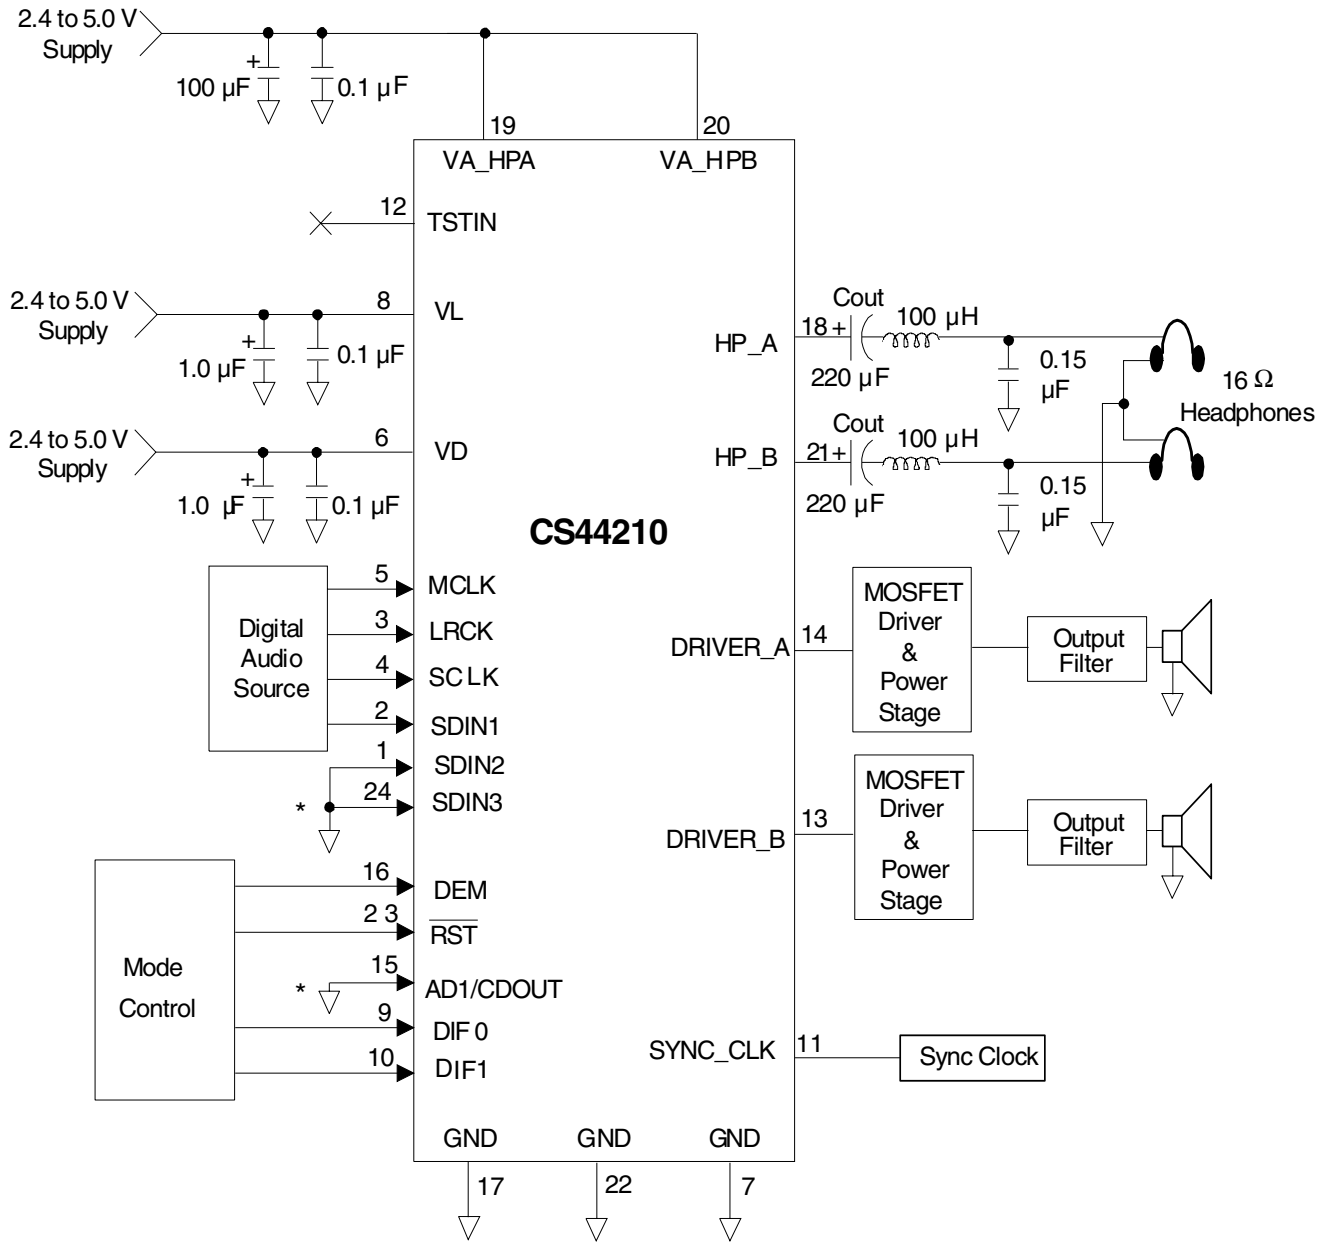 2.4 to 5.0 V
Supply
+
100 µF
0.1 µF
19
20
VA_HPA
VA_HPB
12
TSTIN
2.4 to 5.0 V
Supply
8
VL
+
1.0 µF
0.1 µF
2.4 to 5.0 V
Supply
6
VD
+
1.0 µF
0.1 µF
HP_A
18
+
Cout
220 µF
100 µH
0.15
µF
16 Ω
Headphones
HP_B
21
+
Cout
220 µF
100 µH
0.15
µF
CS44210
Digital
Audio
Source
5
MCLK
3
LRCK
4
SCLK
2
SDIN1
1
SDIN2
*
24
SDIN3
DRIVER_A
14
MOSFET
Driver
&
Power
Stage
Output
Filter
DRIVER_B
13
MOSFET
Driver
&
Power
Stage
Output
Filter
Mode
Control
16
DEM
23
RST
*
15
AD1/CDOUT
9
DIF0
10
DIF1
SYNC_CLK
11
Sync Clock
GND
GND
GND
17
22
7